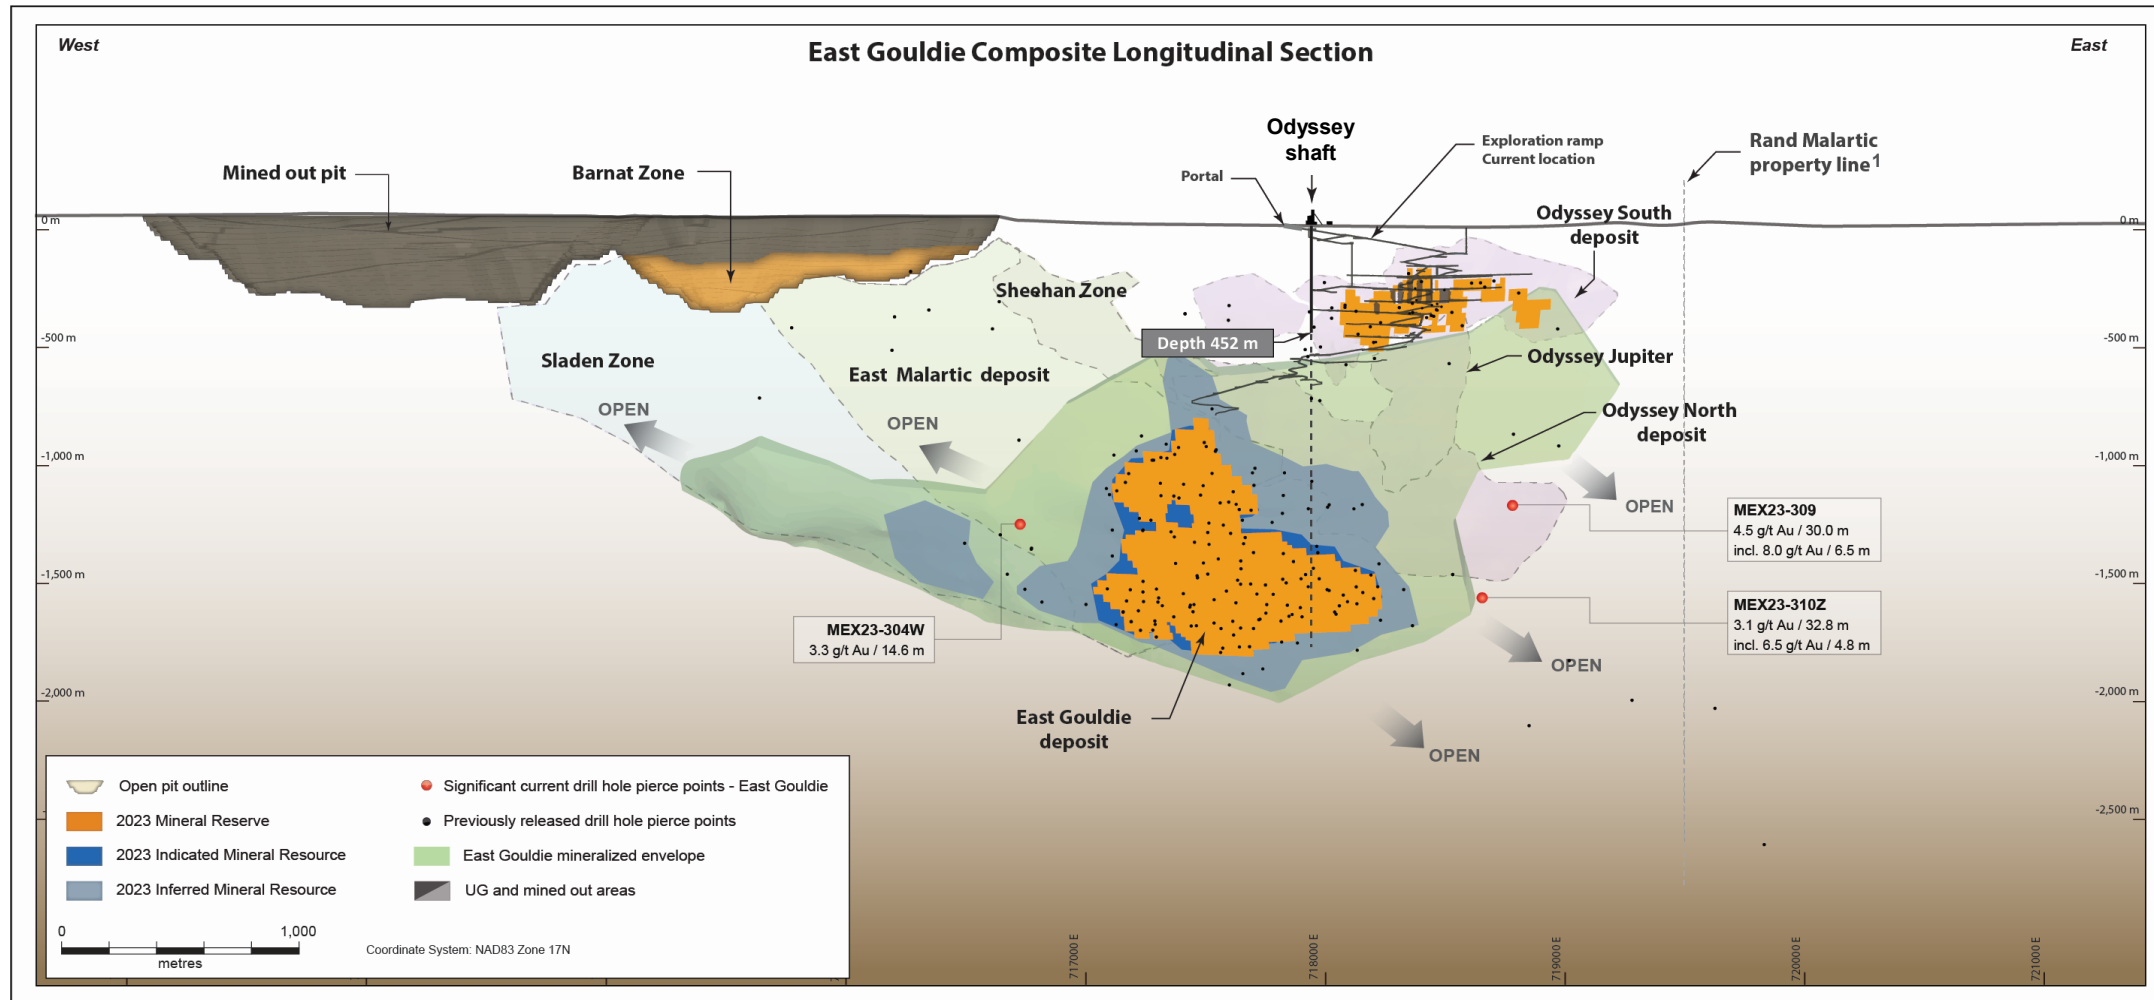 West
East Gouldie Composite Longitudinal Section
East
Odyssey
shaft
Exploration ramp
Current location
Rand Malartic
property line1
Mined out pit
Barnat Zone
Portal
Odyssey South
deposit
0 m
0 m
Sheehan Zone
-500 m
Depth 452 m
-500 m
Sladen Zone
East Malartic deposit
Odyssey Jupiter
OPEN
OPEN
Odyssey North
deposit
-1,000 m
-1,000 m
OPEN
MEX23-309
4.5 g/t Au / 30.0 m
incl. 8.0 g/t Au / 6.5 m
-1,500 m
-1,500 m
MEX23-304W
3.3 g/t Au / 14.6 m
MEX23-310Z
3.1 g/t Au / 32.8 m
incl. 6.5 g/t Au / 4.8 m
OPEN
-2,000 m
-2,000 m
East Gouldie
deposit
OPEN
Open pit outline
2023 Mineral Reserve
2023 Indicated Mineral Resource
2023 Inferred Mineral Resource
Significant current drill hole pierce points - East Gouldie
Previously released drill hole pierce points
East Gouldie mineralized envelope
UG and mined out areas
-2,500 m
0
1,000
metres
Coordinate System: NAD83 Zone 17N
717000 E
718000 E
719000 E
720000 E
721000 E